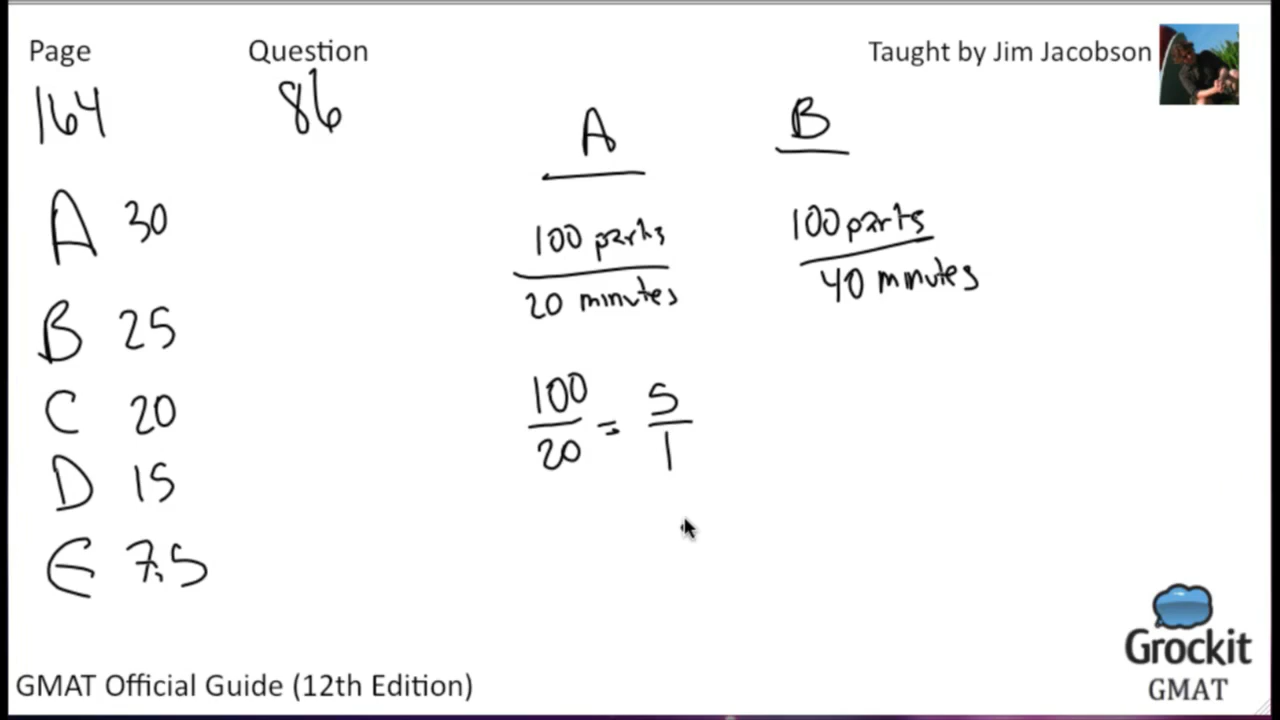 Page Question Taught by Jim Jacobson
164 86
A B
A 30
100 parts 100 parts
20 minutes 40 minutes
B 25
C 20
100 = 5
20 1
D 15
E 7.5
Grockit
GMAT
GMAT Official Guide (12th Edition)